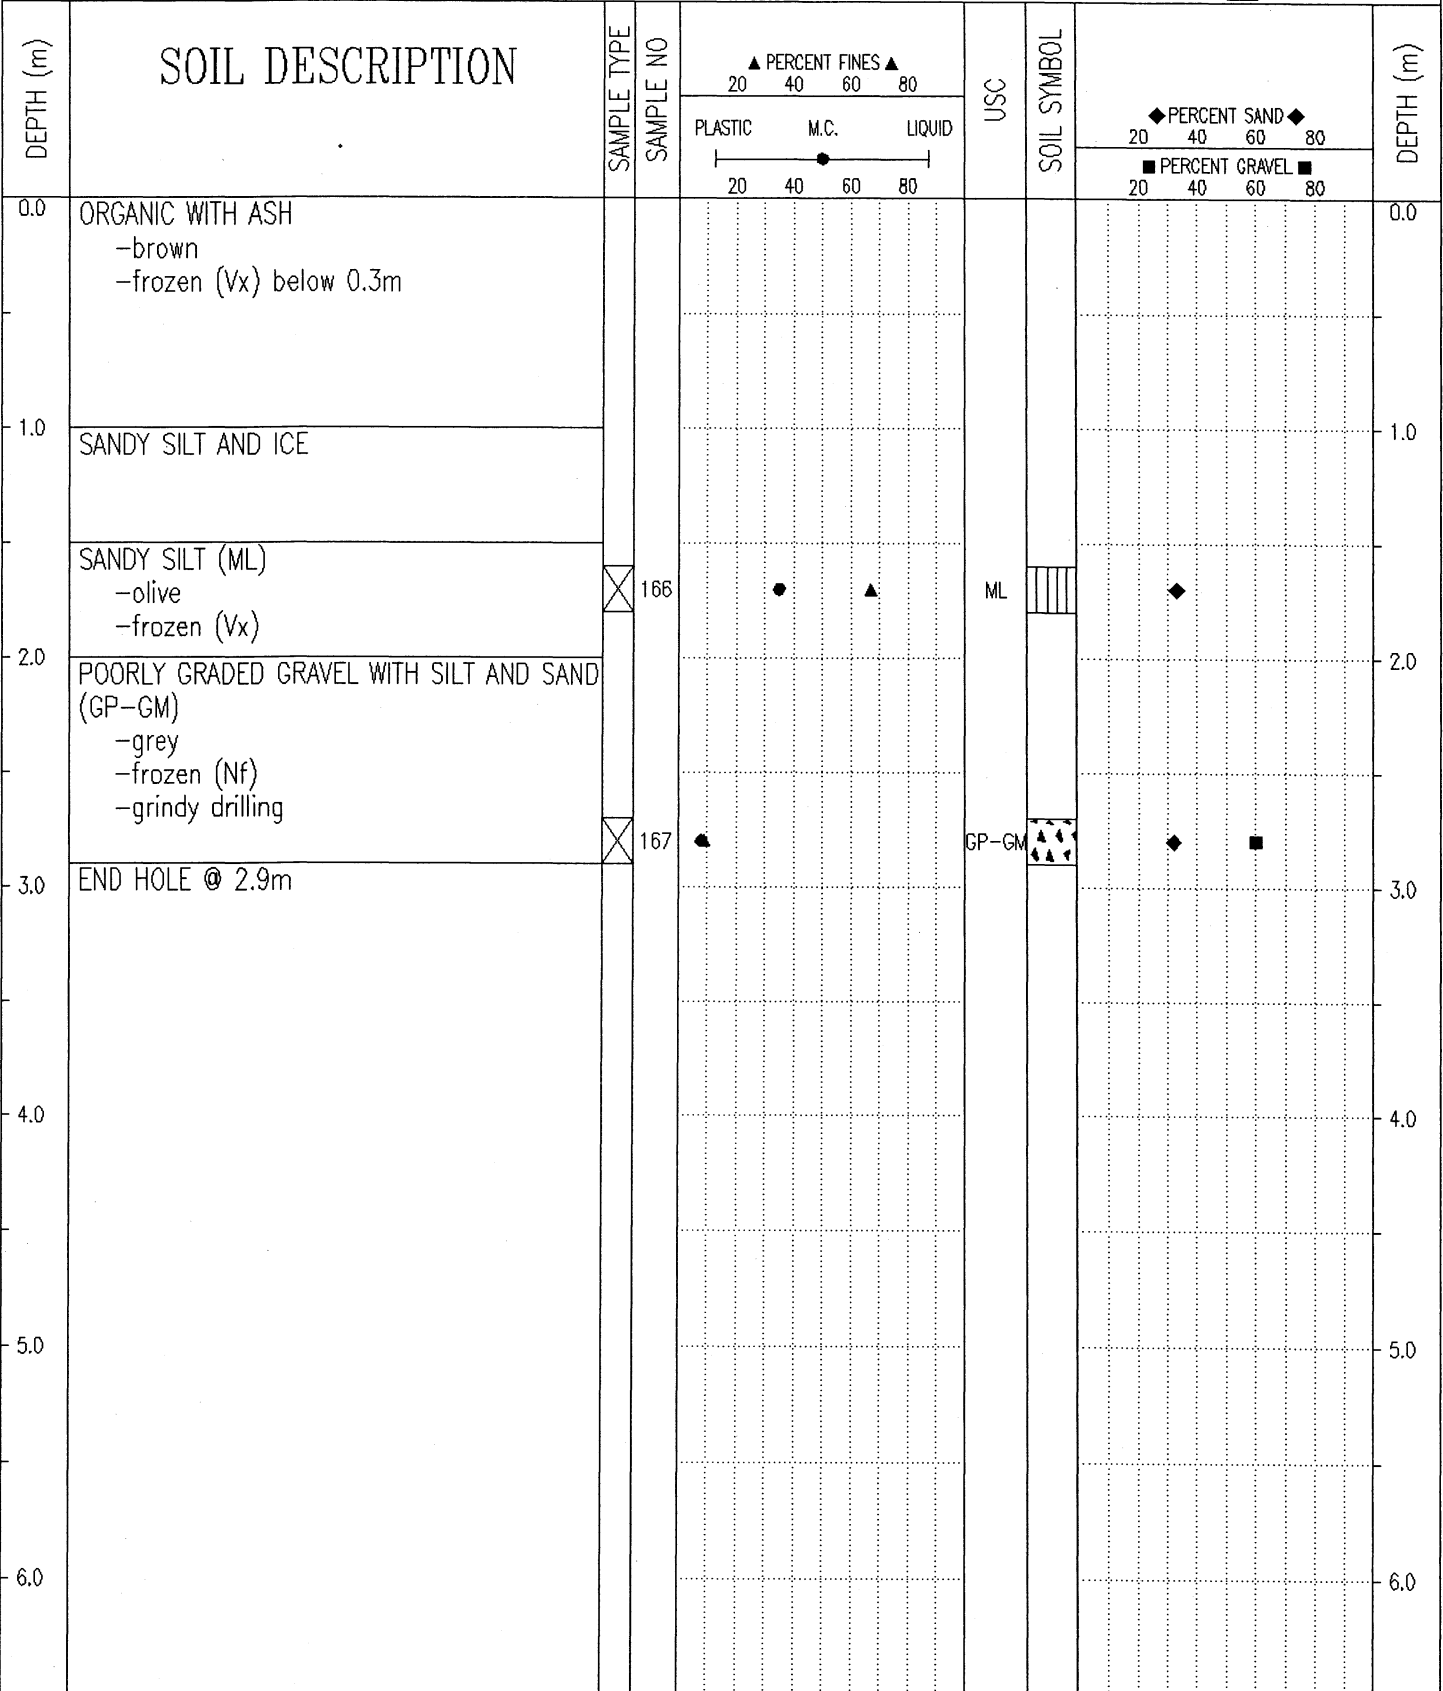 DEPTH (m)
SOIL DESCRIPTION
SAMPLE TYPE
SAMPLE NO
▲ PERCENT FINES ▲
20 40 60 80
PLASTIC M.C. LIQUID
20 40 60 80
USC
SOIL SYMBOL
◆ PERCENT SAND ◆
20 40 60 80
■ PERCENT GRAVEL ■
20 40 60 80
DEPTH (m)
0.0 ORGANIC WITH ASH 0.0
-brown
-frozen (Vx) below 0.3m
1.0 1.0
SANDY SILT AND ICE
SANDY SILT (ML)
-olive 166 ML
-frozen (Vx)
2.0 2.0
POORLY GRADED GRAVEL WITH SILT AND SAND
(GP-GM)
-grey
-frozen (Nf)
-grindy drilling
167 GP-GM
3.0 END HOLE @ 2.9m 3.0
4.0 4.0
5.0 5.0
6.0 6.0